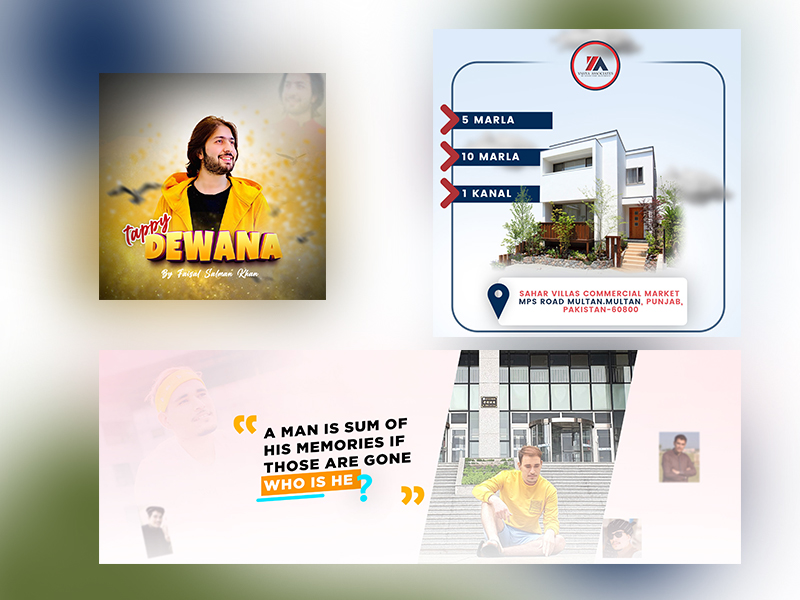 tappy
DEWANA
By Faisal Salman Khan
5 MARLA
10 MARLA
1 KANAL
SAHAR VILLAS COMMERCIAL MARKET
MPS ROAD MULTAN.MULTAN, PUNJAB,
PAKISTAN-60800
“ A MAN IS SUM OF
HIS MEMORIES IF
THOSE ARE GONE
WHO IS HE ? ”